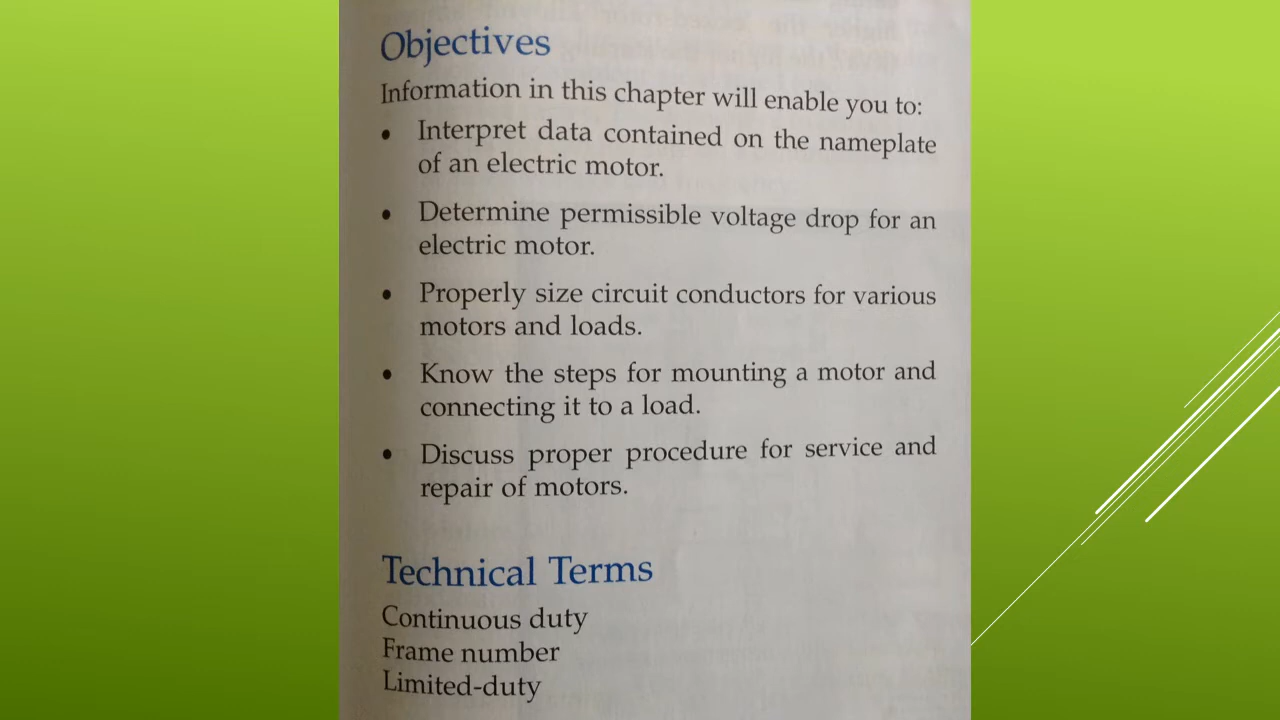 Objectives
Information in this chapter will enable you to:
• Interpret data contained on the nameplate
of an electric motor.
• Determine permissible voltage drop for an
electric motor.
• Properly size circuit conductors for various
motors and loads.
• Know the steps for mounting a motor and
connecting it to a load.
• Discuss proper procedure for service and
repair of motors.
Technical Terms
Continuous duty
Frame number
Limited-duty